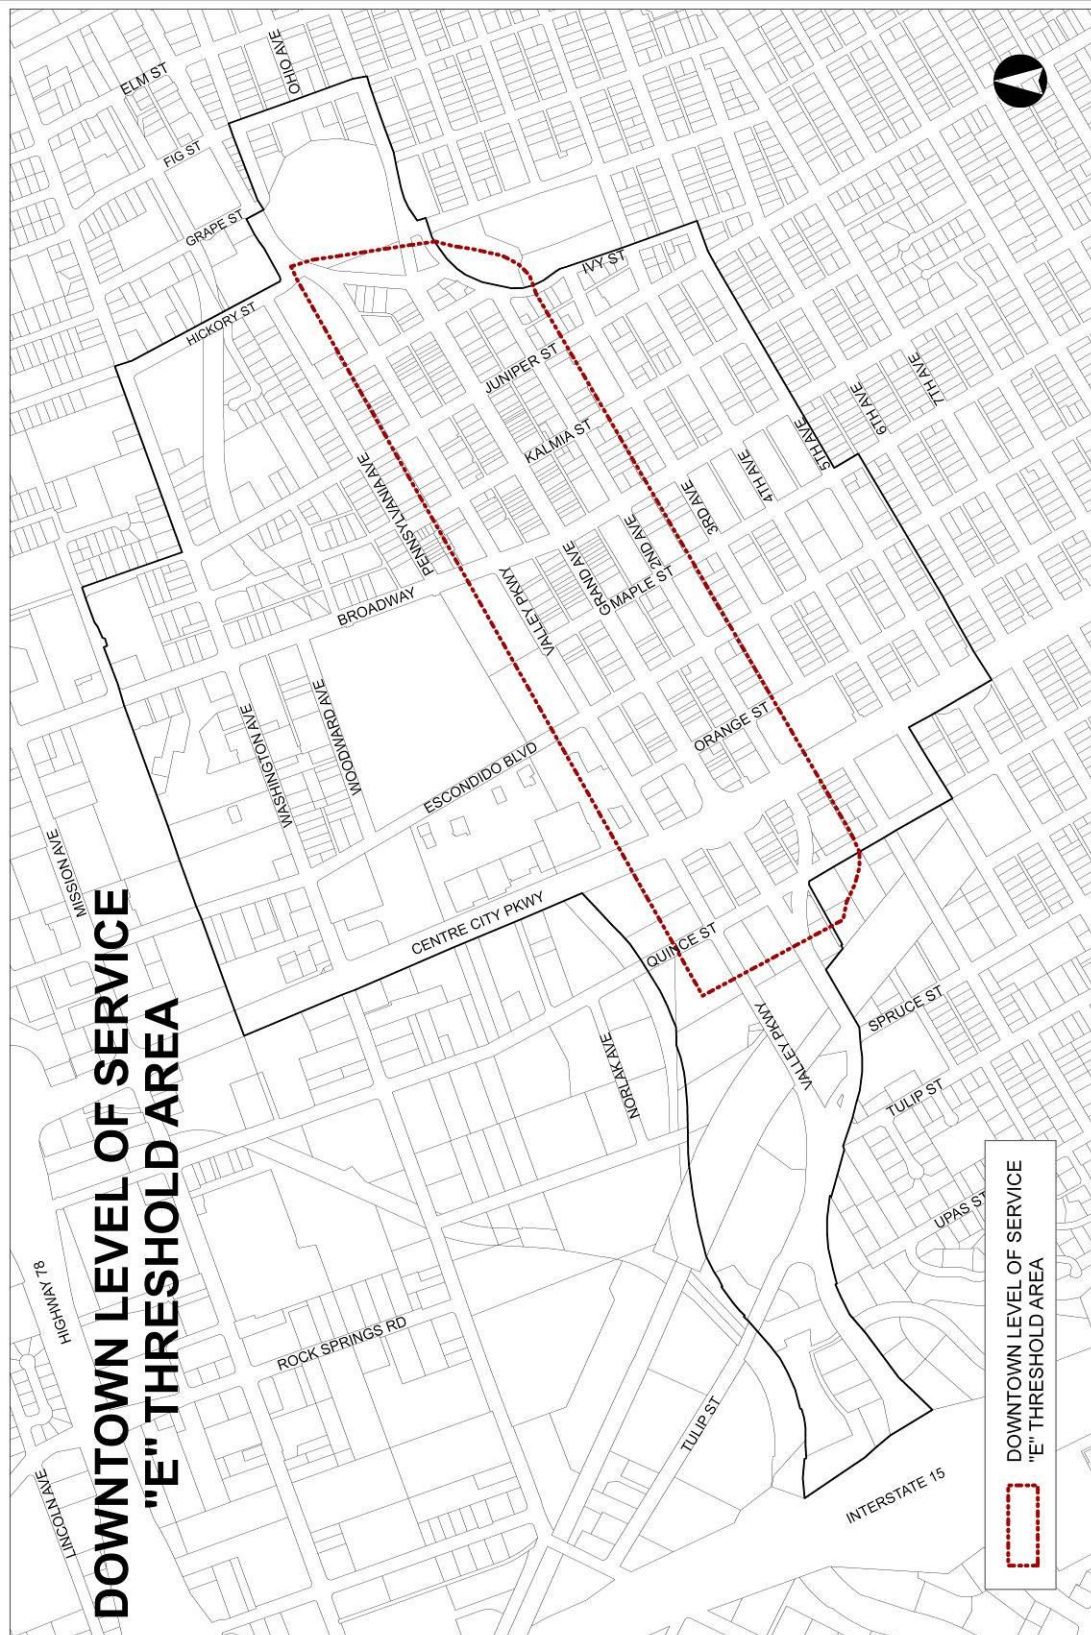 DOWNTOWN LEVEL OF SERVICE
"E" THRESHOLD AREA
LINCOLN AVE
HIGHWAY 78
MISSION AVE
ELM ST
OHIO AVE
FIG ST
GRAPE ST
HICKORY ST
ROCK SPRINGS RD
WASHINGTON AVE
WOODWARD AVE
BROADWAY
PENNSYLVANIA AVE
ESCONDIDO BLVD
CENTRE CITY PKWY
QUINCE ST
NORLAK AVE
VALLEY PKWY
VALLEY PKWY
GRAND AVE
2ND AVE
MAPLE ST
3RD AVE
4TH AVE
5TH AVE
6TH AVE
7TH AVE
IVY ST
JUNIPER ST
KALMIA ST
ORANGE ST
SPRUCE ST
TULIP ST
UPAS ST
TULIP ST
INTERSTATE 15
DOWNTOWN LEVEL OF SERVICE
"E" THRESHOLD AREA